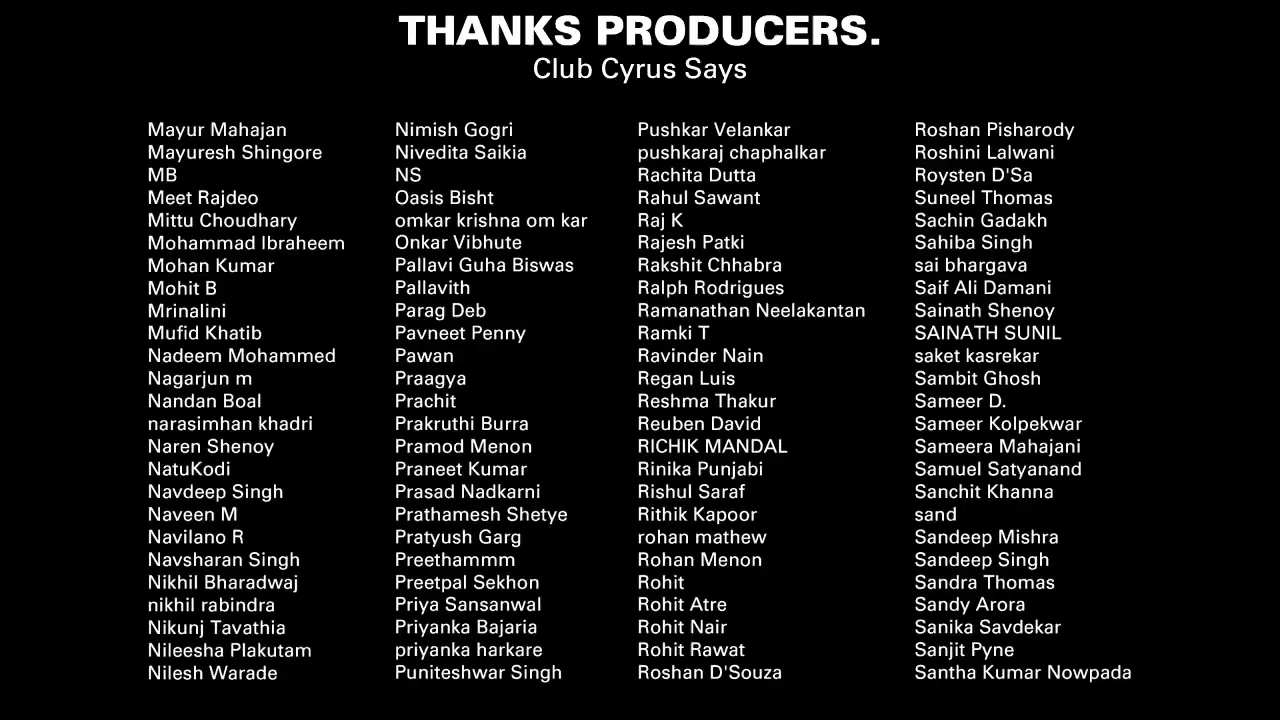 THANKS PRODUCERS.
Club Cyrus Says
Mayur Mahajan
Mayuresh Shingore
MB
Meet Rajdeo
Mittu Choudhary
Mohammad Ibraheem
Mohan Kumar
Mohit B
Mrinalini
Mufid Khatib
Nadeem Mohammed
Nagarjun m
Nandan Boal
narasimhan khadri
Naren Shenoy
NatuKodi
Navdeep Singh
Naveen M
Navilano R
Navsharan Singh
Nikhil Bharadwaj
nikhil rabindra
Nikunj Tavathia
Nileesha Plakutam
Nilesh Warade
Nimish Gogri
Nivedita Saikia
NS
Oasis Bisht
omkar krishna om kar
Onkar Vibhute
Pallavi Guha Biswas
Pallavith
Parag Deb
Pavneet Penny
Pawan
Praagya
Prachit
Prakruthi Burra
Pramod Menon
Praneet Kumar
Prasad Nadkarni
Prathamesh Shetye
Pratyush Garg
Preethammm
Preetpal Sekhon
Priya Sansanwal
Priyanka Bajaria
priyanka harkare
Puniteshwar Singh
Pushkar Velankar
pushkaraj chaphalkar
Rachita Dutta
Rahul Sawant
Raj K
Rajesh Patki
Rakshit Chhabra
Ralph Rodrigues
Ramanathan Neelakantan
Ramki T
Ravinder Nain
Regan Luis
Reshma Thakur
Reuben David
RICHIK MANDAL
Rinika Punjabi
Rishul Saraf
Rithik Kapoor
rohan mathew
Rohan Menon
Rohit
Rohit Atre
Rohit Nair
Rohit Rawat
Roshan D'Souza
Roshan Pisharody
Roshini Lalwani
Roysten D'Sa
Suneel Thomas
Sachin Gadakh
Sahiba Singh
sai bhargava
Saif Ali Damani
Sainath Shenoy
SAINATH SUNIL
saket kasrekar
Sambit Ghosh
Sameer D.
Sameer Kolpekwar
Sameera Mahajani
Samuel Satyanand
Sanchit Khanna
sand
Sandeep Mishra
Sandeep Singh
Sandra Thomas
Sandy Arora
Sanika Savdekar
Sanjit Pyne
Santha Kumar Nowpada